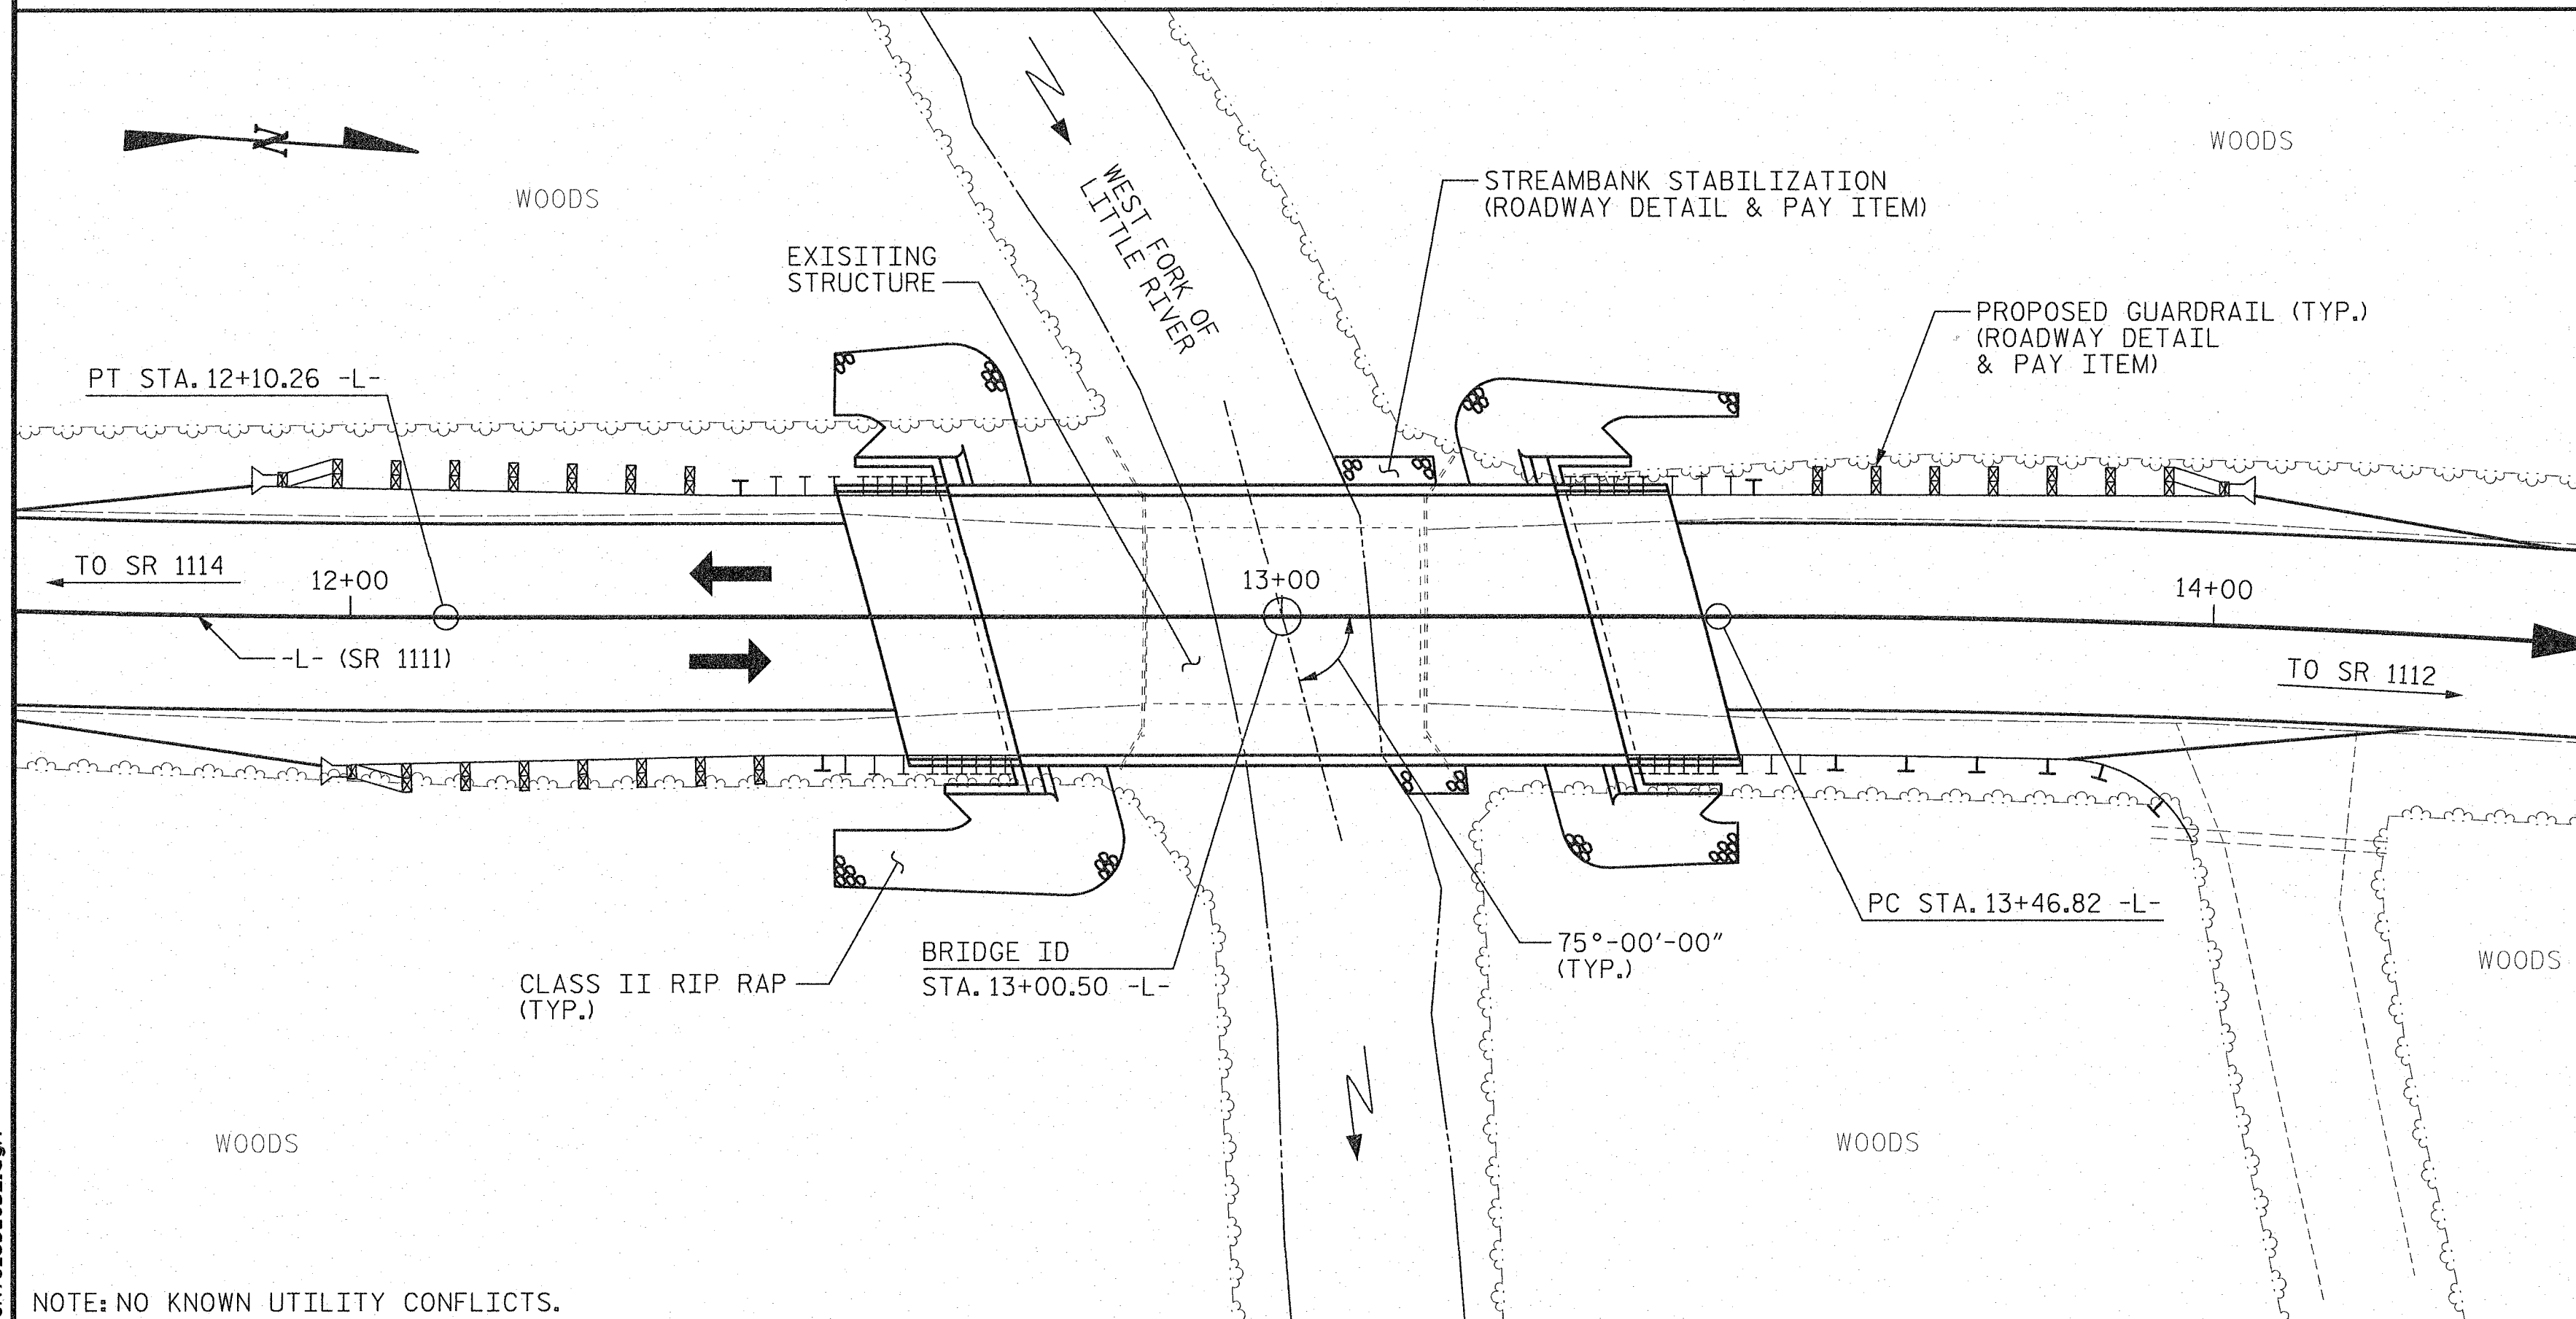 WOODS
WOODS
N
WEST FORK OF
LITTLE RIVER
STREAMBANK STABILIZATION
(ROADWAY DETAIL & PAY ITEM)
EXISITING
STRUCTURE
PROPOSED GUARDRAIL (TYP.)
(ROADWAY DETAIL
& PAY ITEM)
PT STA. 12+10.26 -L-
TO SR 1114
12+00
13+00
14+00
-L- (SR 1111)
TO SR 1112
PC STA. 13+46.82 -L-
BRIDGE ID
STA. 13+00.50 -L-
75°-00'-00"
(TYP.)
CLASS II RIP RAP
(TYP.)
WOODS
WOODS
WOODS
NOTE: NO KNOWN UTILITY CONFLICTS.